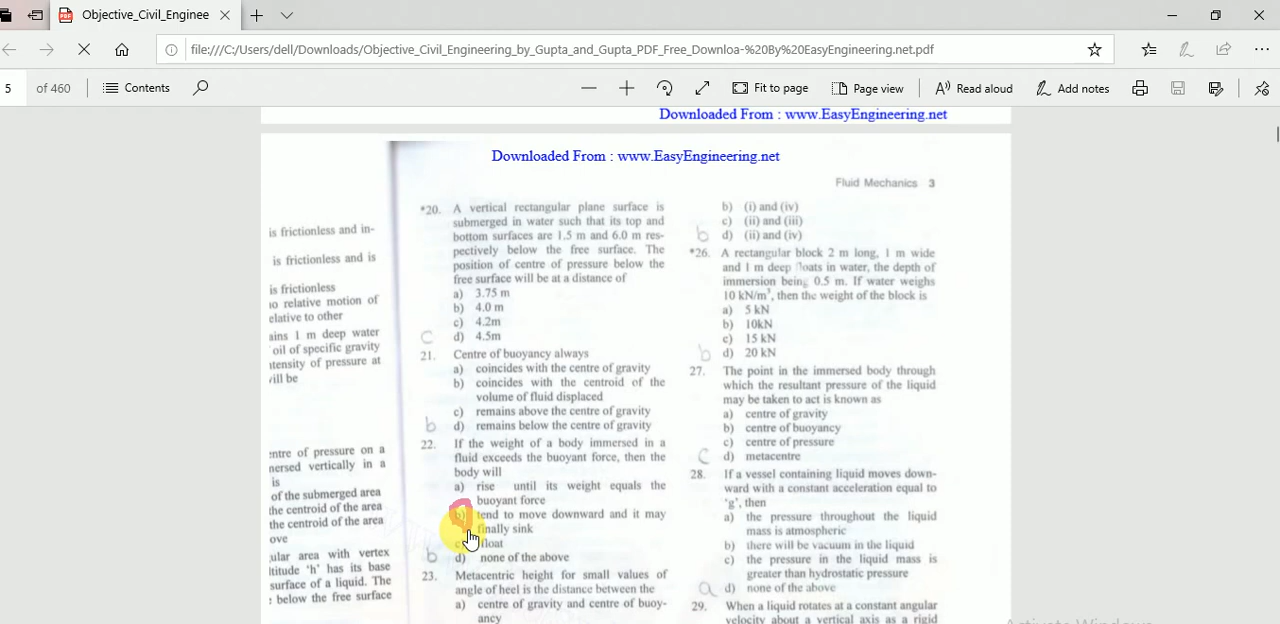 Objective_Civil_Enginee
file:///C:/Users/dell/Downloads/Objective_Civil_Engineering_by_Gupta_and_Gupta_PDF_Free_Downloa-%20By%20EasyEngineering.net.pdf
5 of 460 Contents Fit to page Page view Read aloud Add notes
Downloaded From : www.EasyEngineering.net
Downloaded From : www.EasyEngineering.net
Fluid Mechanics 3
is frictionless and in-
is frictionless and is
is frictionless
no relative motion of
elative to other
ains 1 m deep water
oil of specific gravity
itensity of pressure at
vill be
entre of pressure on a
nersed vertically in a
is
of the submerged area
the centroid of the area
the centroid of the area
ove
ular area with vertex
ltitude 'h' has its base
surface of a liquid. The
below the free surface
*20. A vertical rectangular plane surface is
submerged in water such that its top and
bottom surfaces are 1.5 m and 6.0 m res-
pectively below the free surface. The
position of centre of pressure below the
free surface will be at a distance of
a) 3.75 m
b) 4.0 m
c) 4.2m
C d) 4.5m
21. Centre of buoyancy always
a) coincides with the centre of gravity
b) coincides with the centroid of the
volume of fluid displaced
c) remains above the centre of gravity
b d) remains below the centre of gravity
22. If the weight of a body immersed in a
fluid exceeds the buoyant force, then the
body will
a) rise until its weight equals the
buoyant force
b) tend to move downward and it may
finally sink
c) float
b d) none of the above
23. Metacentric height for small values of
angle of heel is the distance between the
a) centre of gravity and centre of buoy-
ancy
b) (i) and (iv)
c) (ii) and (iii)
b d) (ii) and (iv)
*26. A rectangular block 2 m long, 1 m wide
and 1 m deep floats in water, the depth of
immersion being 0.5 m. If water weighs
10 kN/m³, then the weight of the block is
a) 5 kN
b) 10kN
c) 15 kN
b d) 20 kN
27. The point in the immersed body through
which the resultant pressure of the liquid
may be taken to act is known as
a) centre of gravity
b) centre of buoyancy
c) centre of pressure
C d) metacentre
28. If a vessel containing liquid moves down-
ward with a constant acceleration equal to
'g', then
a) the pressure throughout the liquid
mass is atmospheric
b) there will be vacuum in the liquid
c) the pressure in the liquid mass is
greater than hydrostatic pressure
a d) none of the above
29. When a liquid rotates at a constant angular
velocity about a vertical axis as a rigid